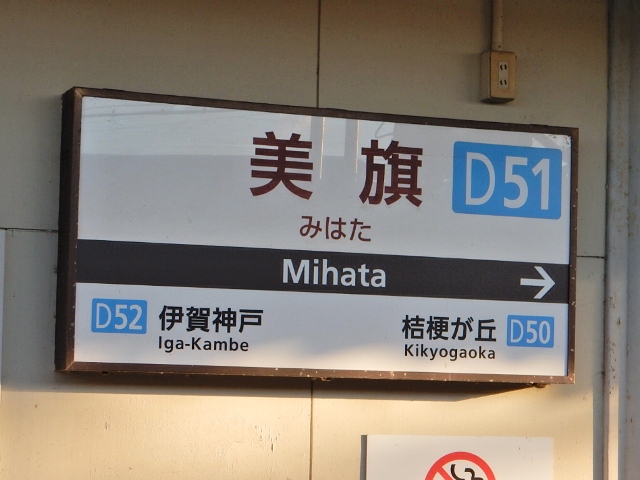 美旗 D51
みはた
Mihata →
D52 伊賀神戸 桔梗が丘 D50
Iga-Kambe Kikyogaoka